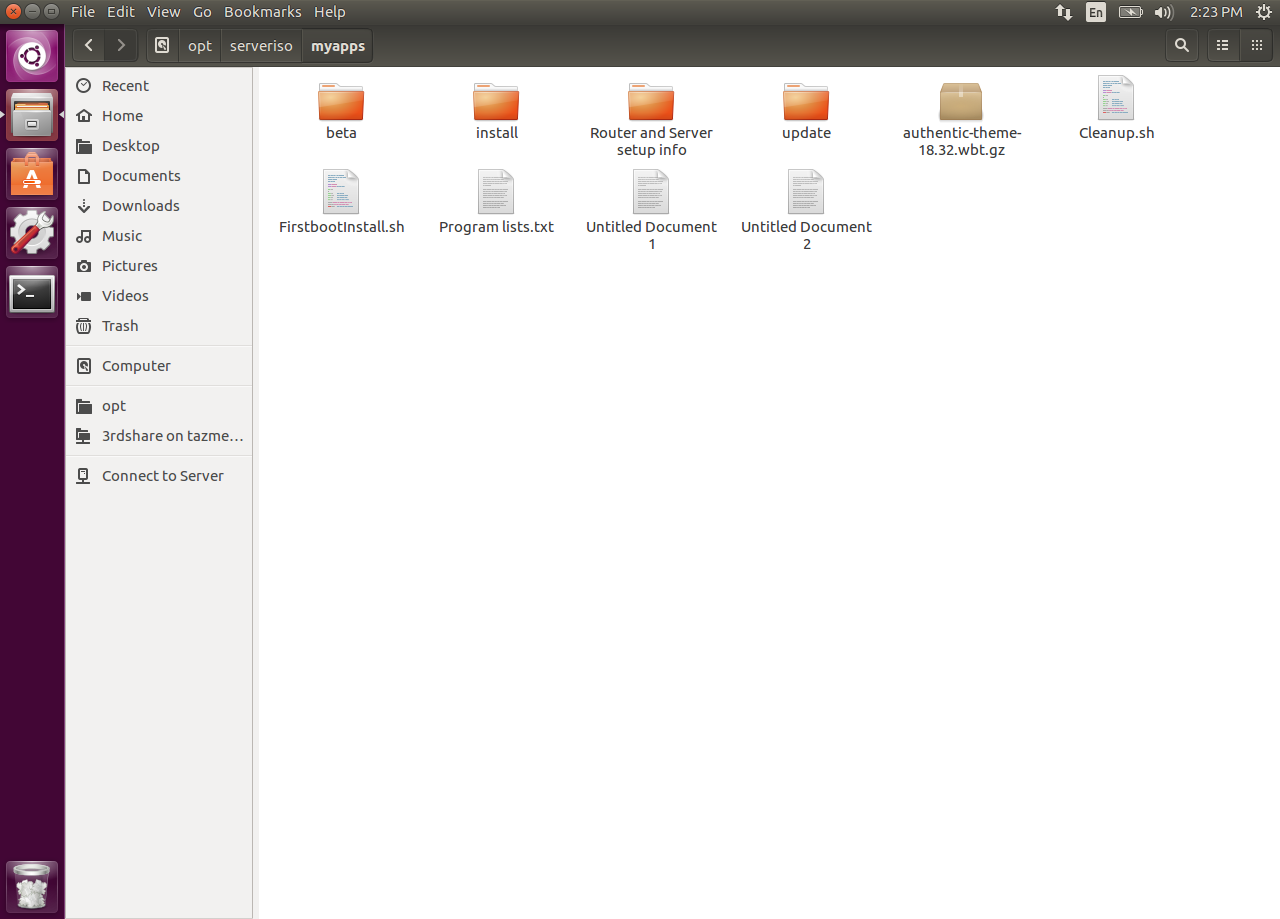 File Edit View Go Bookmarks Help
En
2:23 PM
opt serveriso myapps
Recent
Home
Desktop
Documents
Downloads
Music
Pictures
Videos
Trash
Computer
opt
3rdshare on tazme…
Connect to Server
beta
install
Router and Server
setup info
update
authentic-theme-
18.32.wbt.gz
Cleanup.sh
FirstbootInstall.sh
Program lists.txt
Untitled Document
1
Untitled Document
2